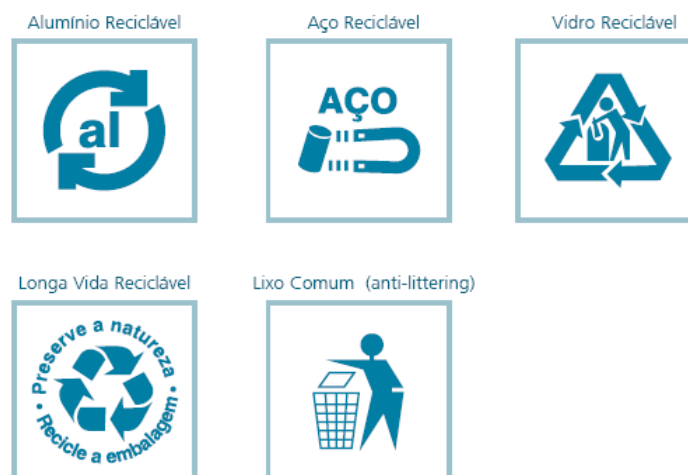 Alumínio Reciclável
Aço Reciclável
Vidro Reciclável
al
AÇO
Longa Vida Reciclável
Lixo Comum (anti-littering)
Preserve a natureza
• Recicle a embalagem •